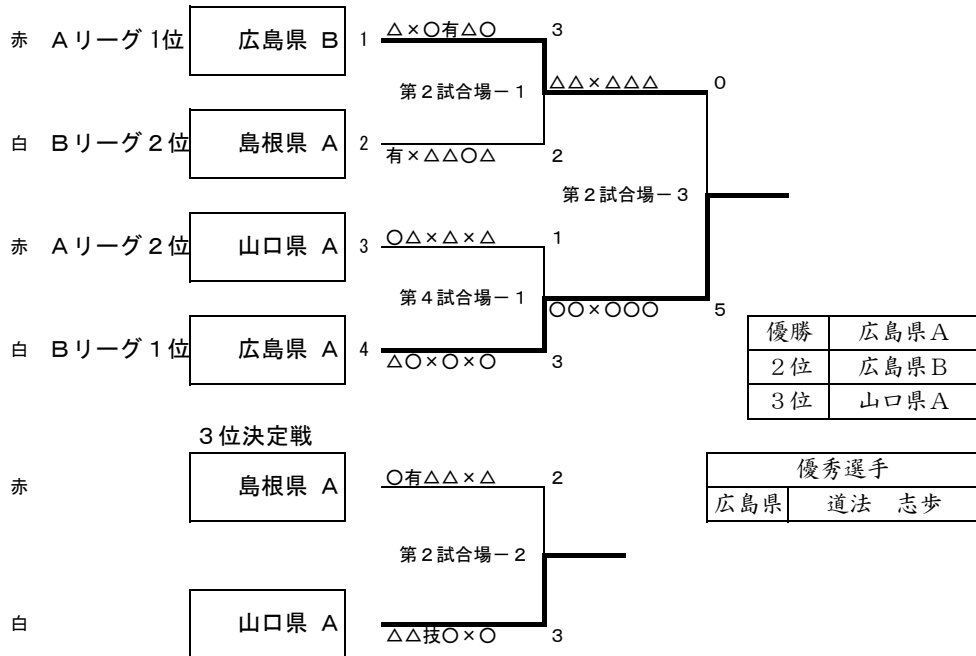 赤 Aリーグ 1位 広島県 B 1 △×○有△○ 3
第2試合場－1 △△×△△△ 0
白 Bリーグ 2位 島根県 A 2 有×△△○△ 2
第2試合場－3
赤 Aリーグ 2位 山口県 A 3 ○△×△×△ 1
第4試合場－1 ○○×○○○ 5
白 Bリーグ 1位 広島県 A 4 △○×○×○ 3
優勝 広島県A
2位 広島県B
3位 山口県A
3位決定戦
赤 島根県 A ○有△△×△ 2
第2試合場－2
白 山口県 A △△技○×○ 3
優秀選手
広島県 道法 志歩